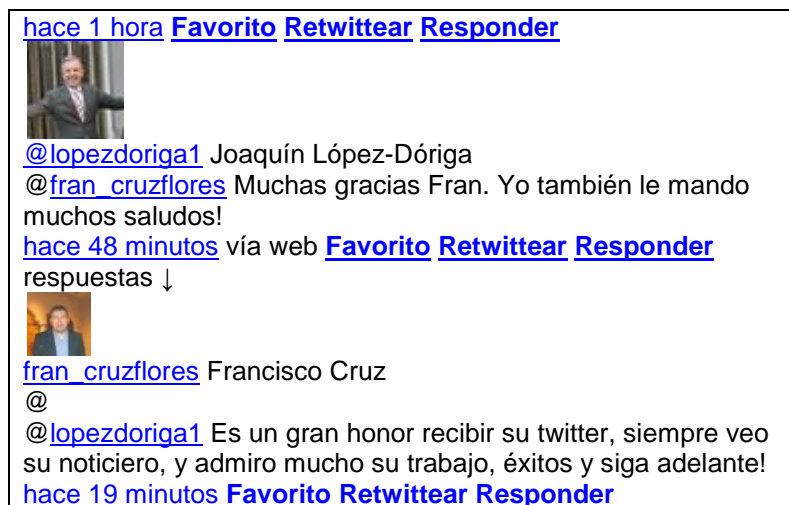 hace 1 hora Favorito Retwittear Responder
@lopezdoriga1 Joaquín López-Dóriga
@fran_cruzflores Muchas gracias Fran. Yo también le mando
muchos saludos!
hace 48 minutos vía web Favorito Retwittear Responder
respuestas ↓
fran_cruzflores Francisco Cruz
@
@lopezdoriga1 Es un gran honor recibir su twitter, siempre veo
su noticiero, y admiro mucho su trabajo, éxitos y siga adelante!
hace 19 minutos Favorito Retwittear Responder